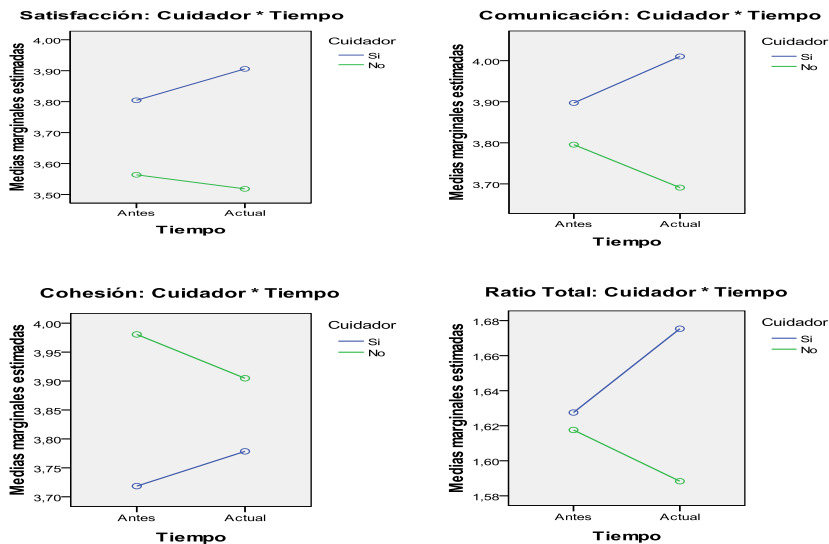 Satisfacción: Cuidador * Tiempo
Medias marginales estimadas
4,00
3,90
3,80
3,70
3,60
3,50
Antes
Actual
Tiempo
Cuidador
Si
No
Comunicación: Cuidador * Tiempo
Medias marginales estimadas
4,00
3,90
3,80
3,70
Antes
Actual
Tiempo
Cuidador
Si
No
Cohesión: Cuidador * Tiempo
Medias marginales estimadas
4,00
3,95
3,90
3,85
3,80
3,75
3,70
Antes
Actual
Tiempo
Cuidador
Si
No
Ratio Total: Cuidador * Tiempo
Medias marginales estimadas
1,68
1,66
1,64
1,62
1,60
1,58
Antes
Actual
Tiempo
Cuidador
Si
No